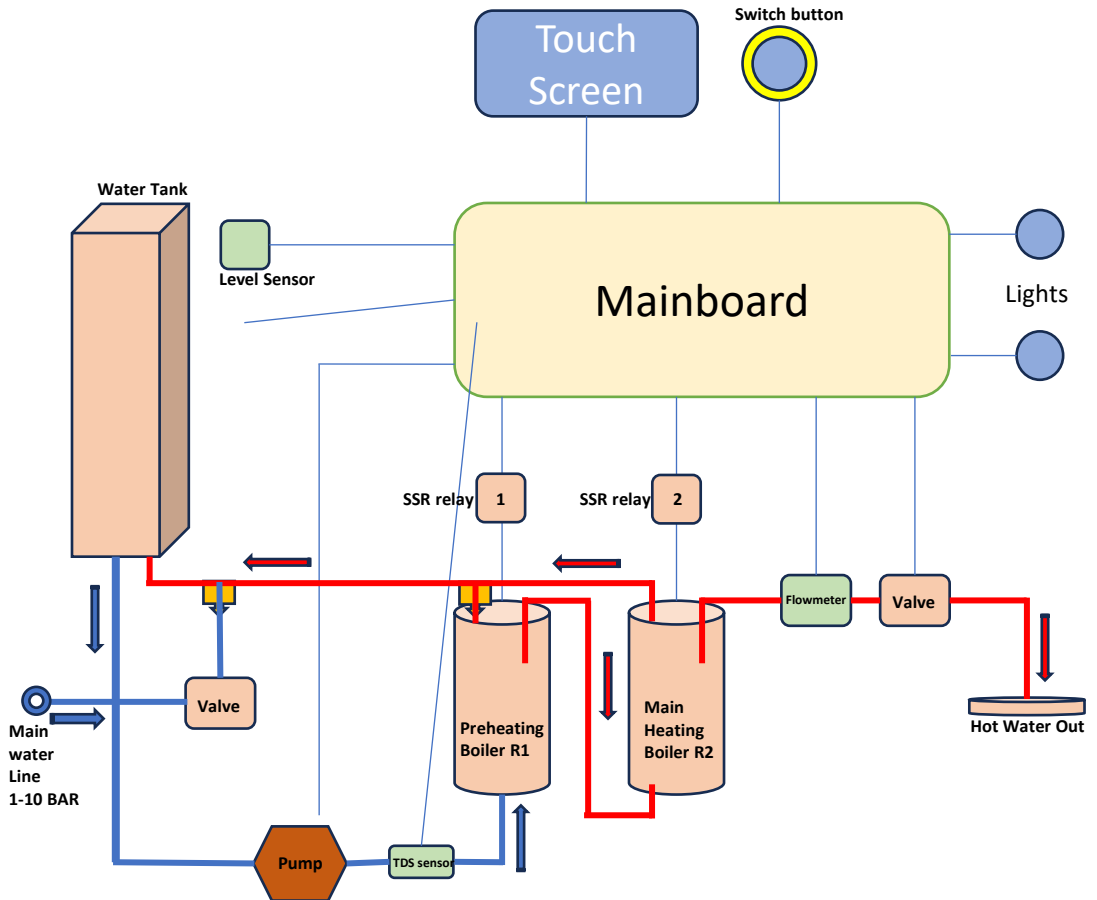 Switch button
Touch
Screen
Water Tank
Level Sensor
Mainboard
Lights
SSR relay
1
SSR relay
2
Flowmeter
Valve
Valve
Main
water
Line
1-10 BAR
Preheating
Boiler R1
Main
Heating
Boiler R2
Hot Water Out
Pump
TDS sensor